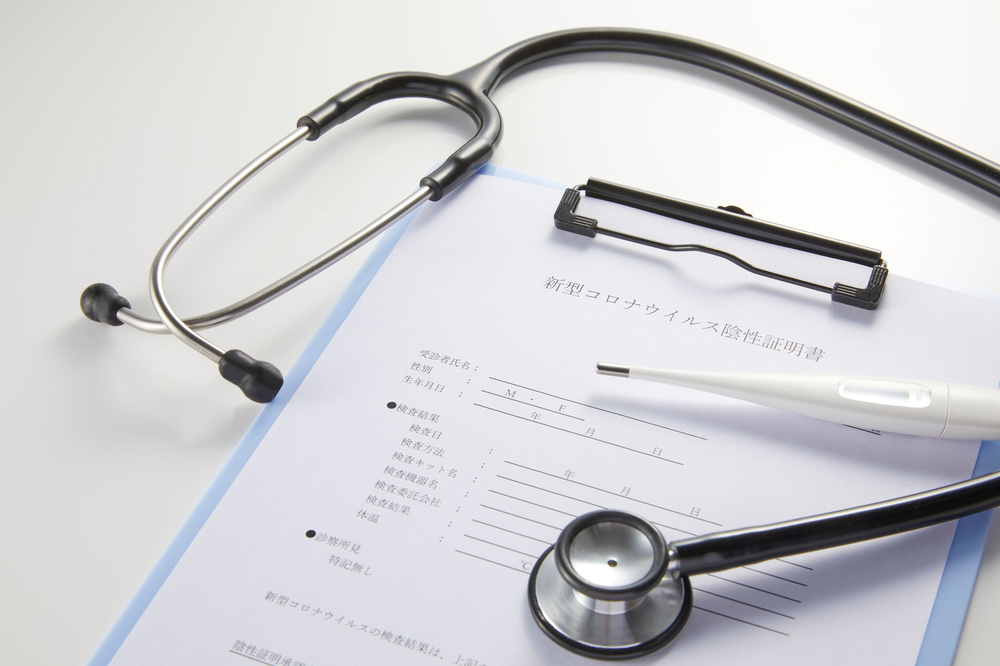 新型コロナウイルス陰性証明書
受診者氏名：
性別 ： M ・ F
生年月日 ： 年 月 日
●検査結果
検査日 ： 年 月 日
検査方法 ：
検査キット名 ：
検査機器名 ：
検査委託会社 ：
検査結果 ：
体温 ： ℃
●診察所見
特記無し
新型コロナウイルスの検査結果は、上記の
陰性証明承認